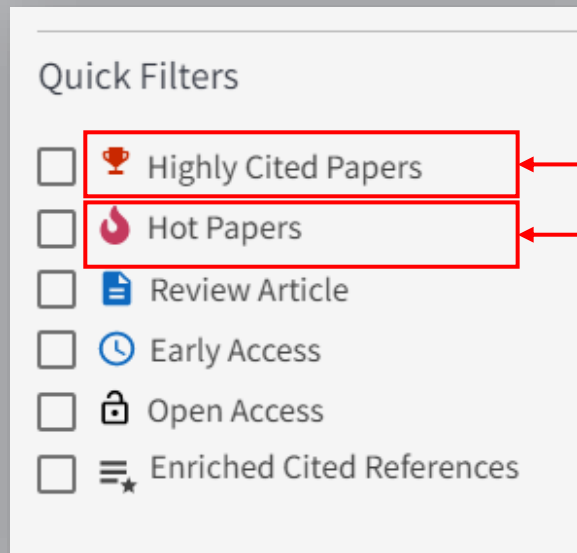 Quick Filters
Highly Cited Papers
Hot Papers
Review Article
Early Access
Open Access
Enriched Cited References